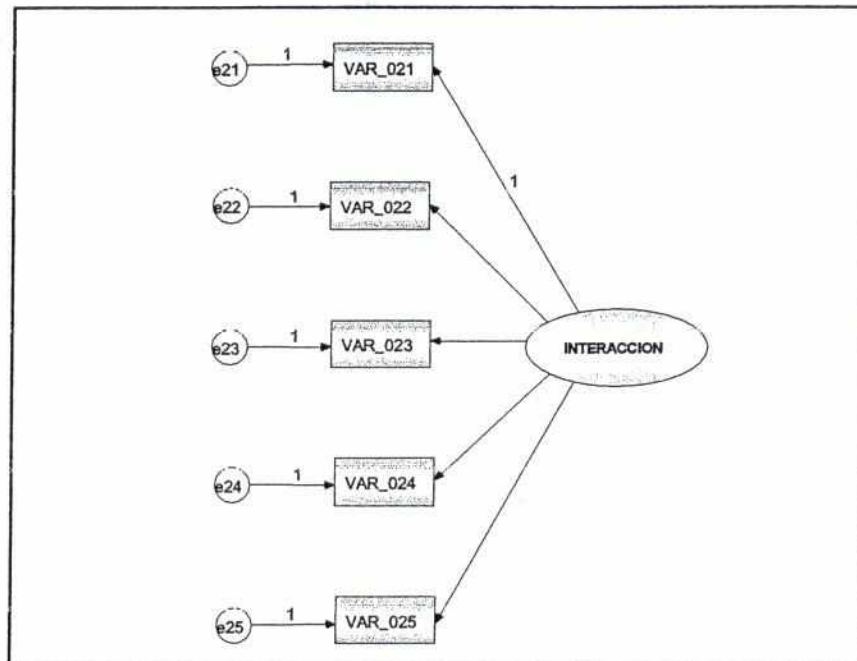 e21 1 VAR_021
1
e22 1 VAR_022
e23 1 VAR_023
INTERACCION
e24 1 VAR_024
e25 1 VAR_025